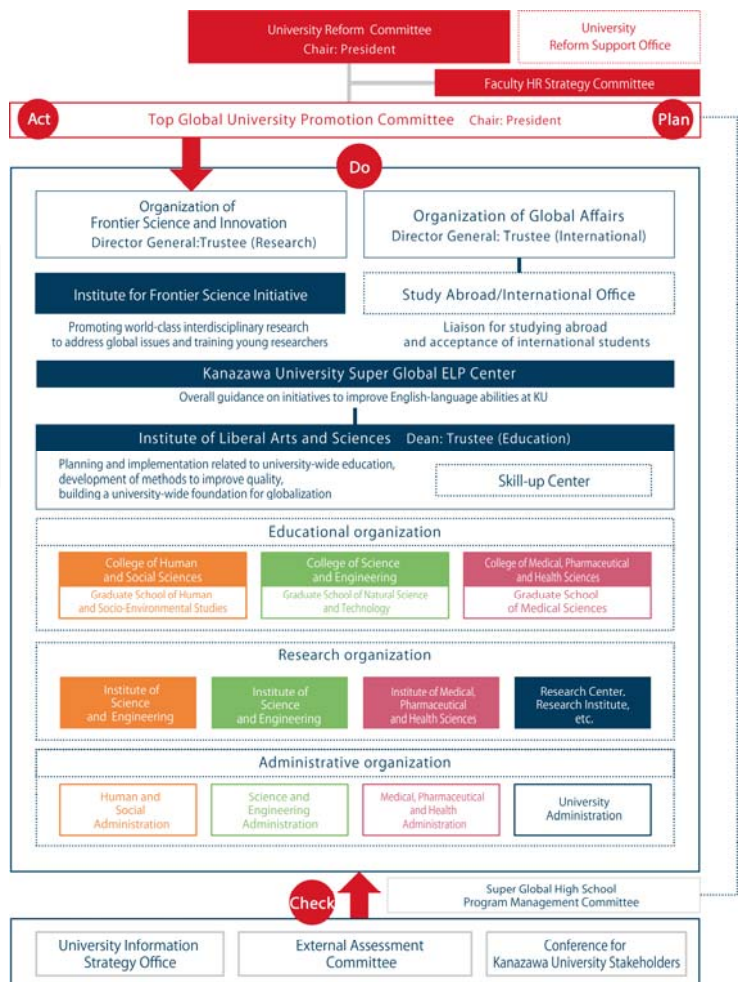 University Reform Committee
Chair: President
University
Reform Support Office
Faculty HR Strategy Committee
Act
Top Global University Promotion Committee Chair: President
Plan
Do
Organization of
Frontier Science and Innovation
Director General:Trustee (Research)
Organization of Global Affairs
Director General: Trustee (International)
Institute for Frontier Science Initiative
Study Abroad/International Office
Promoting world-class interdisciplinary research
to address global issues and training young researchers
Liaison for studying abroad
and acceptance of international students
Kanazawa University Super Global ELP Center
Overall guidance on initiatives to improve English-language abilities at KU
Institute of Liberal Arts and Sciences Dean: Trustee (Education)
Planning and implementation related to university-wide education,
development of methods to improve quality,
building a university-wide foundation for globalization
Skill-up Center
Educational organization
College of Human
and Social Sciences
Graduate School of Human
and Socio-Environmental Studies
College of Science
and Engineering
Graduate School of Natural Science
and Technology
College of Medical, Pharmaceutical
and Health Sciences
Graduate School
of Medical Sciences
Research organization
Institute of
Science
and Engineering
Institute of
Science
and Engineering
Institute of Medical,
Pharmaceutical
and Health Sciences
Research Center,
Research Institute,
etc.
Administrative organization
Human and
Social
Administration
Science and
Engineering
Administration
Medical, Pharmaceutical
and Health
Administration
University
Administration
Check
Super Global High School
Program Management Committee
University Information
Strategy Office
External Assessment
Committee
Conference for
Kanazawa University Stakeholders